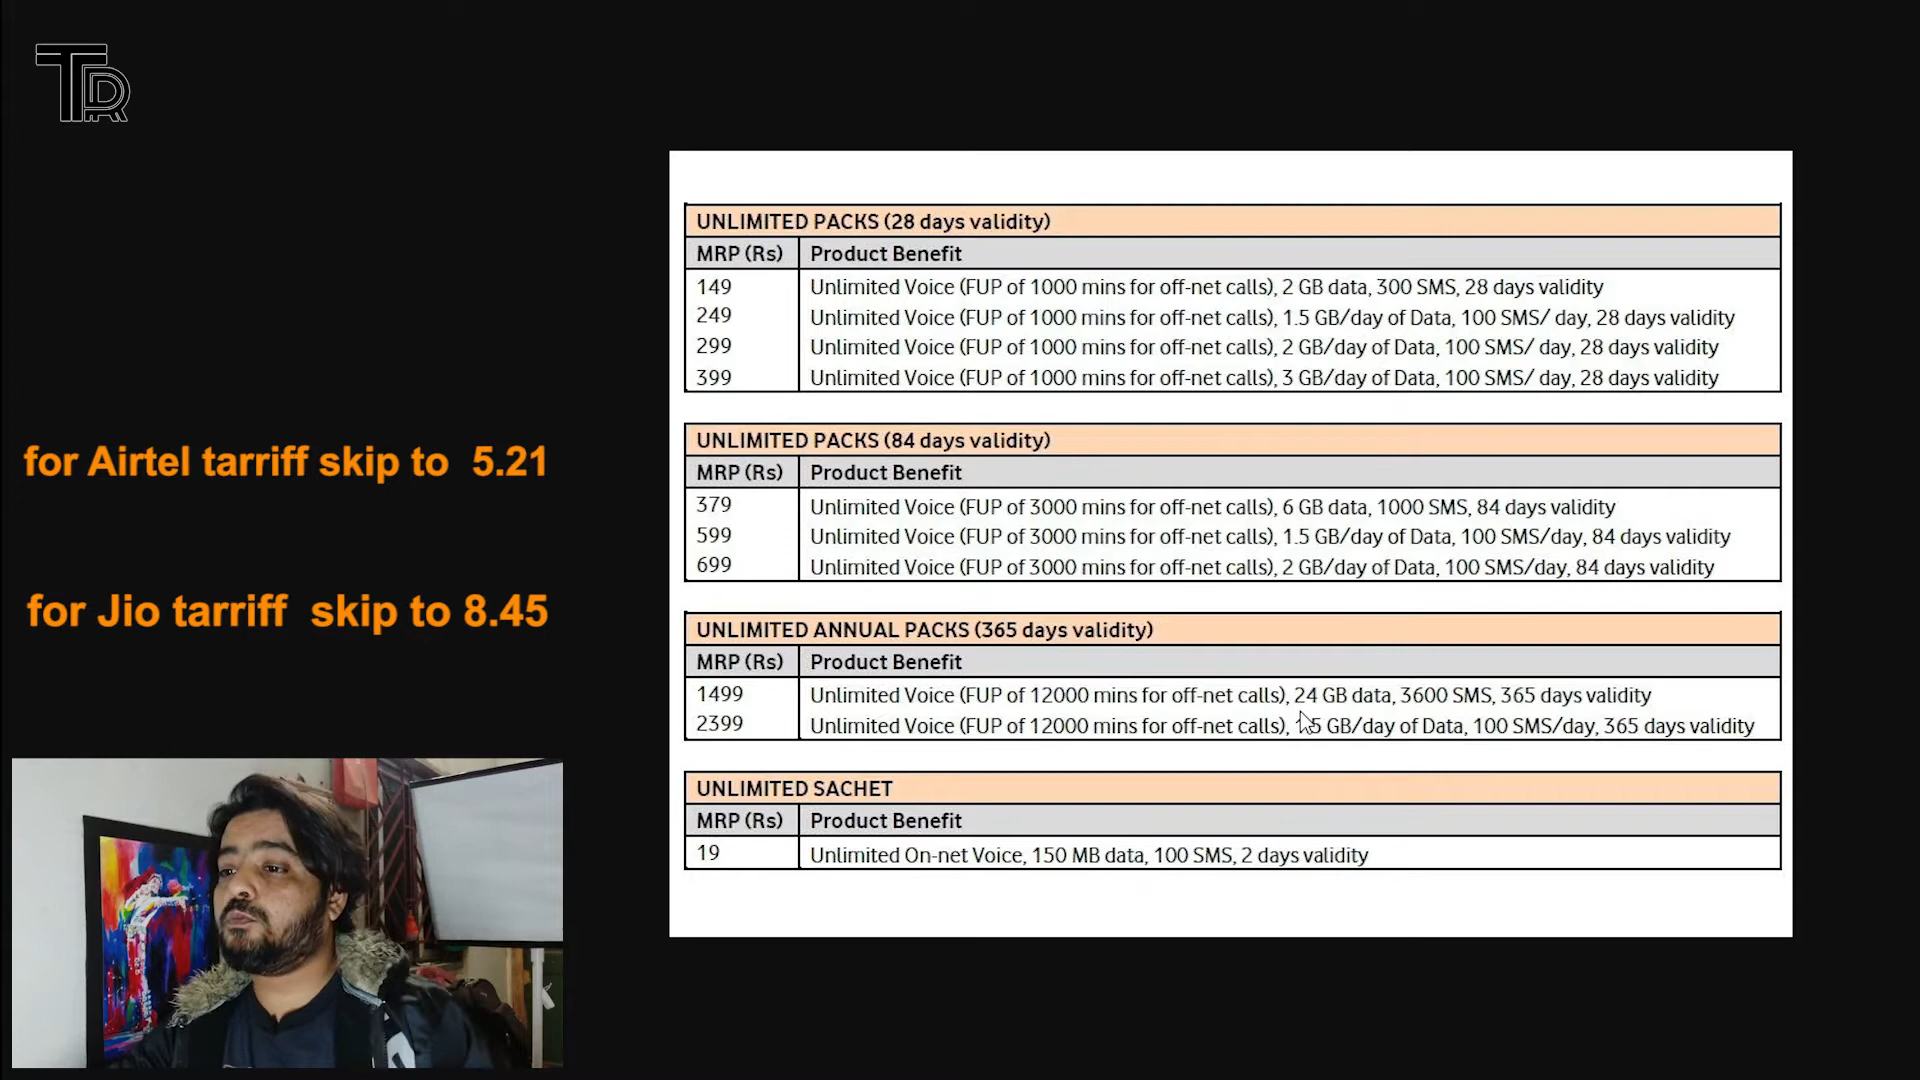 TDR
for Airtel tarriff skip to 5.21
for Jio tarriff skip to 8.45
UNLIMITED PACKS (28 days validity)
MRP (Rs) Product Benefit
149 Unlimited Voice (FUP of 1000 mins for off-net calls), 2 GB data, 300 SMS, 28 days validity
249 Unlimited Voice (FUP of 1000 mins for off-net calls), 1.5 GB/day of Data, 100 SMS/ day, 28 days validity
299 Unlimited Voice (FUP of 1000 mins for off-net calls), 2 GB/day of Data, 100 SMS/ day, 28 days validity
399 Unlimited Voice (FUP of 1000 mins for off-net calls), 3 GB/day of Data, 100 SMS/ day, 28 days validity
UNLIMITED PACKS (84 days validity)
MRP (Rs) Product Benefit
379 Unlimited Voice (FUP of 3000 mins for off-net calls), 6 GB data, 1000 SMS, 84 days validity
599 Unlimited Voice (FUP of 3000 mins for off-net calls), 1.5 GB/day of Data, 100 SMS/day, 84 days validity
699 Unlimited Voice (FUP of 3000 mins for off-net calls), 2 GB/day of Data, 100 SMS/day, 84 days validity
UNLIMITED ANNUAL PACKS (365 days validity)
MRP (Rs) Product Benefit
1499 Unlimited Voice (FUP of 12000 mins for off-net calls), 24 GB data, 3600 SMS, 365 days validity
2399 Unlimited Voice (FUP of 12000 mins for off-net calls), 1.5 GB/day of Data, 100 SMS/day, 365 days validity
UNLIMITED SACHET
MRP (Rs) Product Benefit
19 Unlimited On-net Voice, 150 MB data, 100 SMS, 2 days validity